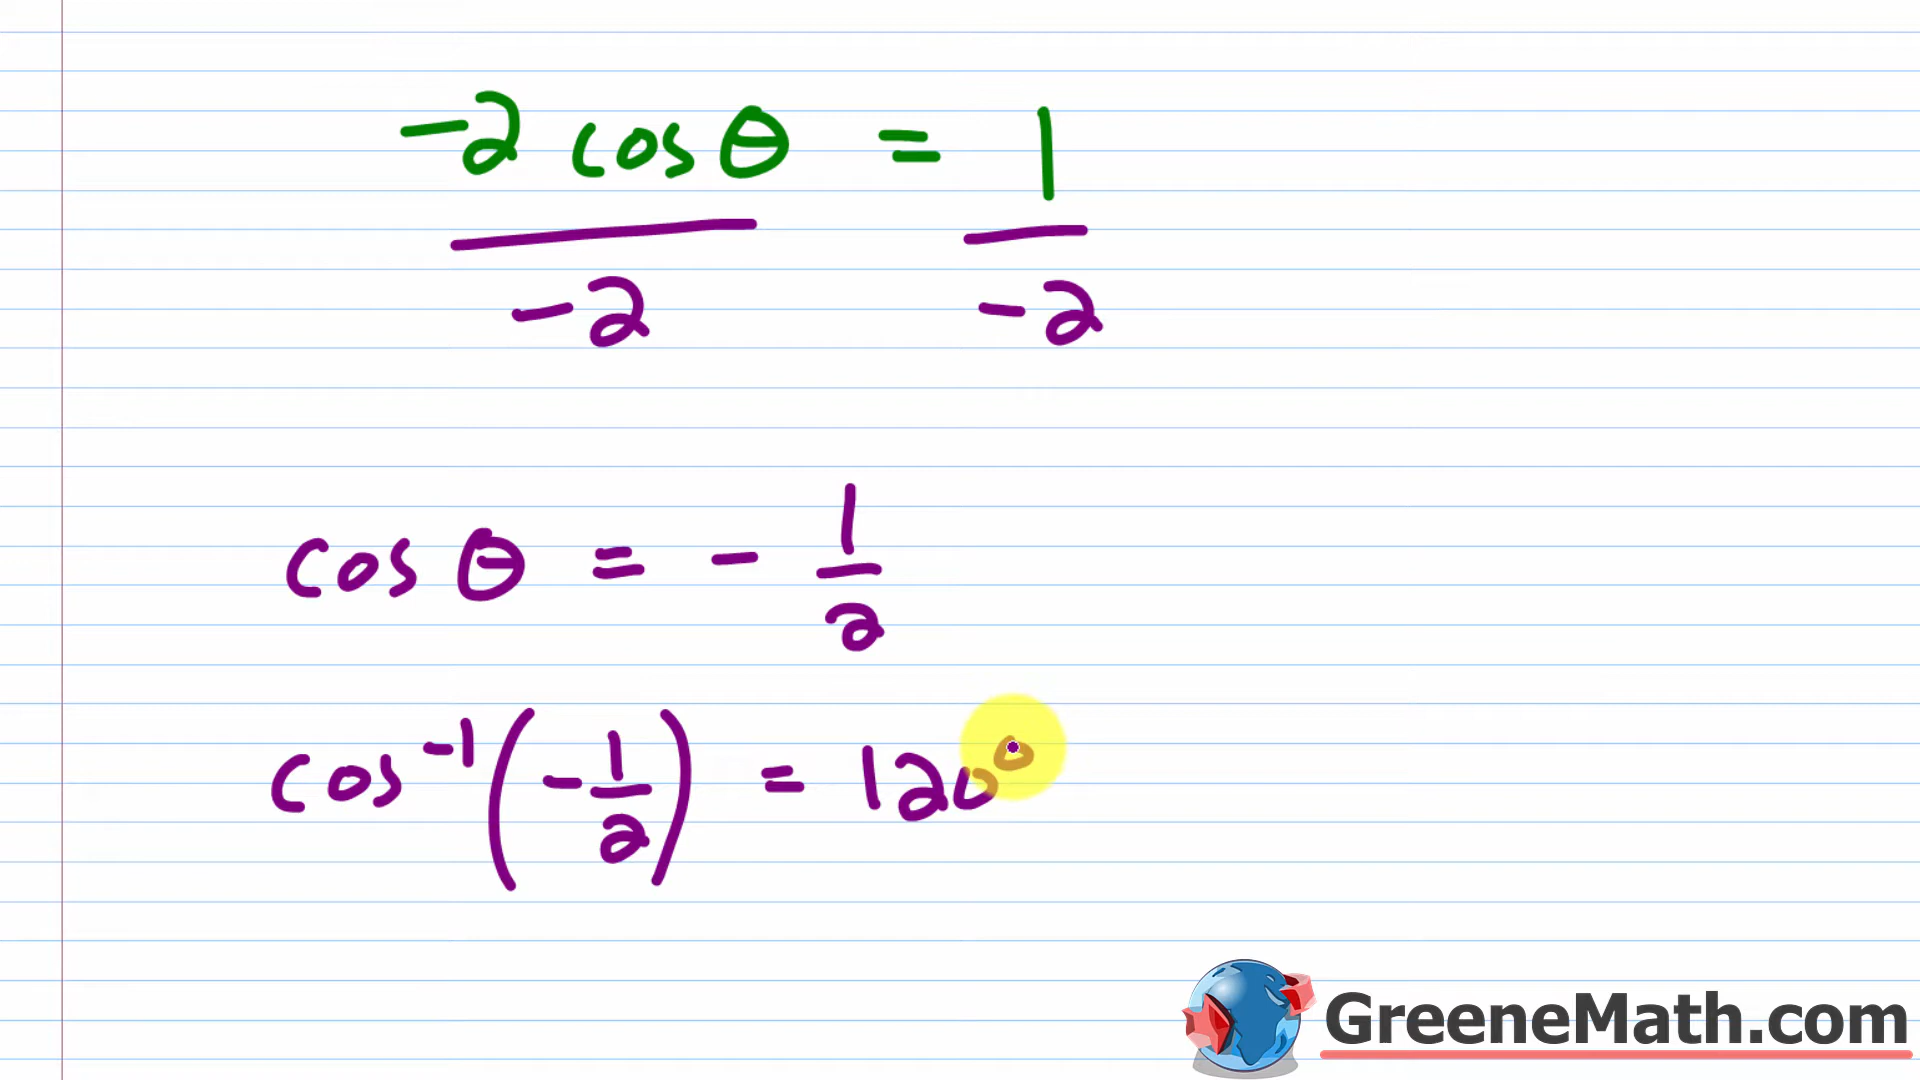 -2 cos θ = 1
-2 -2
cos θ = - 1/2
cos⁻¹(-1/2) = 120°
GreeneMath.com